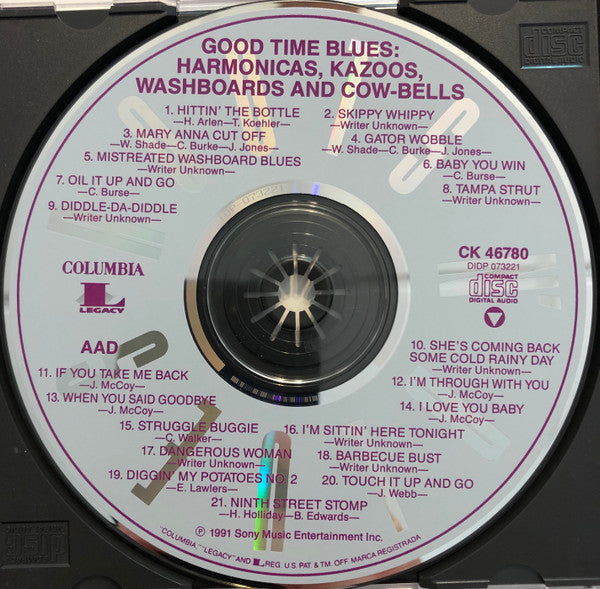 GOOD TIME BLUES:
HARMONICAS, KAZOOS,
WASHBOARDS AND COW-BELLS
1. HITTIN' THE BOTTLE
—H. Arlen—T. Koehler—
2. SKIPPY WHIPPY
—Writer Unknown—
3. MARY ANNA CUT OFF
—W. Shade—C. Burke—J. Jones—
4. GATOR WOBBLE
—W. Shade—C. Burke—J. Jones—
5. MISTREATED WASHBOARD BLUES
—Writer Unknown—
6. BABY YOU WIN
—C. Burse—
7. OIL IT UP AND GO
—C. Burse—
8. TAMPA STRUT
—Writer Unknown—
9. DIDDLE-DA-DIDDLE
—Writer Unknown—
COLUMBIA
L
LEGACY
CK 46780
DIDP 073221
COMPACT
disc
DIGITAL AUDIO
AAD
10. SHE'S COMING BACK
SOME COLD RAINY DAY
—Writer Unknown—
11. IF YOU TAKE ME BACK
—J. McCoy—
12. I'M THROUGH WITH YOU
—J. McCoy—
13. WHEN YOU SAID GOODBYE
—J. McCoy—
14. I LOVE YOU BABY
—J. McCoy—
15. STRUGGLE BUGGIE
—C. Walker—
16. I'M SITTIN' HERE TONIGHT
—Writer Unknown—
17. DANGEROUS WOMAN
—Writer Unknown—
18. BARBECUE BUST
—Writer Unknown—
19. DIGGIN' MY POTATOES NO. 2
—E. Lawlers—
20. TOUCH IT UP AND GO
—J. Webb—
21. NINTH STREET STOMP
—H. Holliday—B. Edwards—
℗ 1991 Sony Music Entertainment Inc.
"COLUMBIA," "LEGACY" AND L REG. U.S. PAT. & TM. OFF. MARCA REGISTRADA
COMPACT
disc